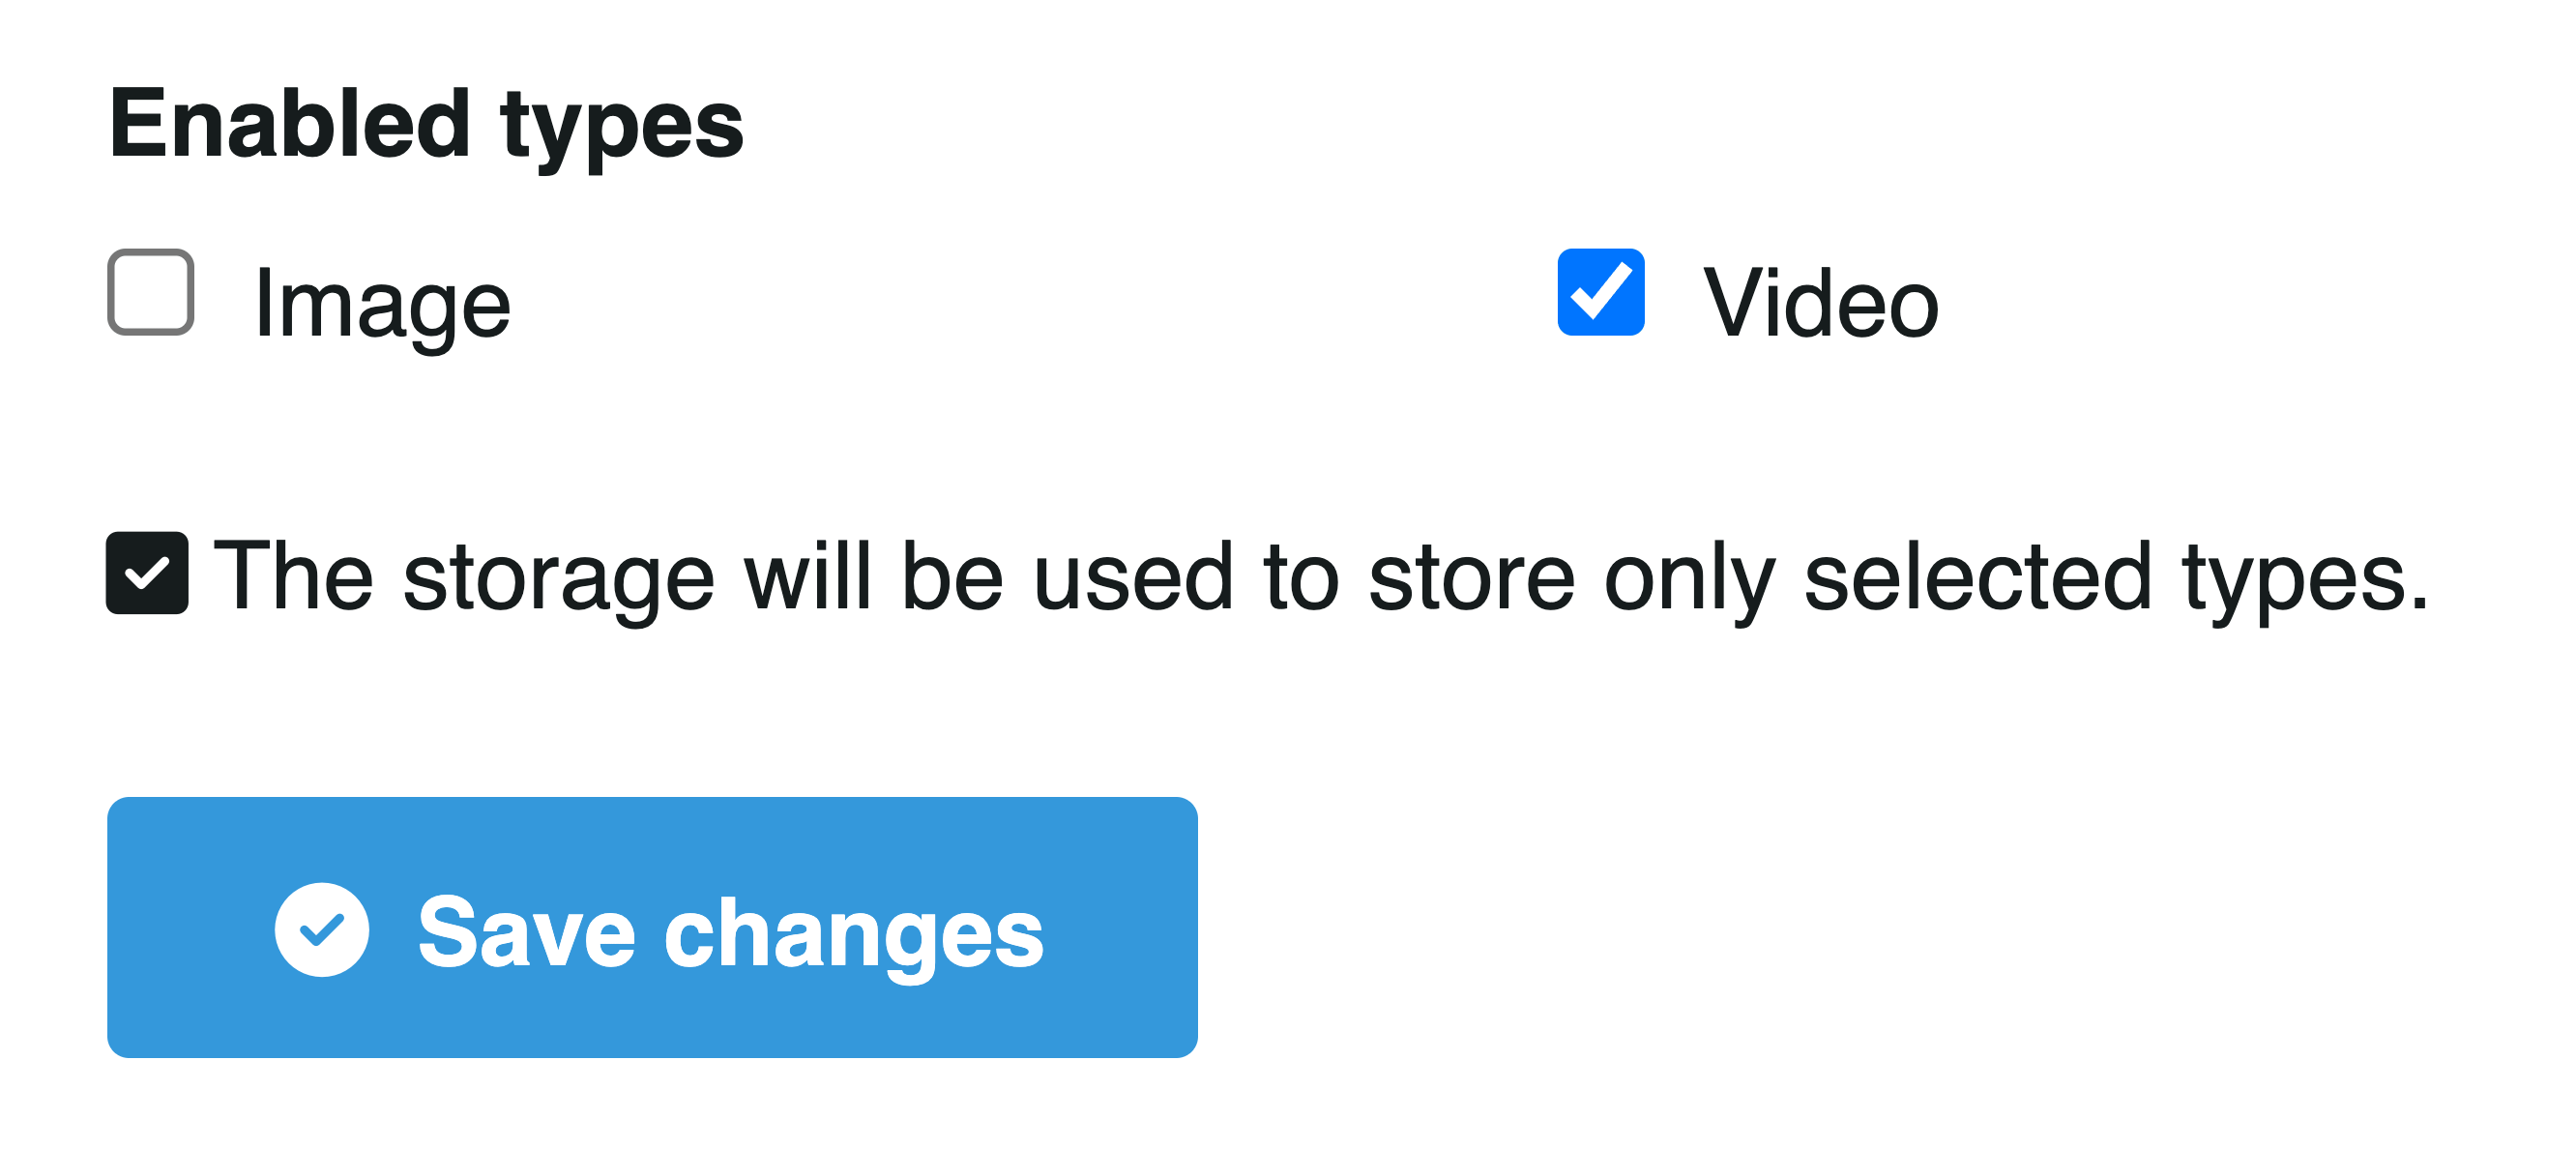 Enabled types
Image Video
The storage will be used to store only selected types.
Save changes